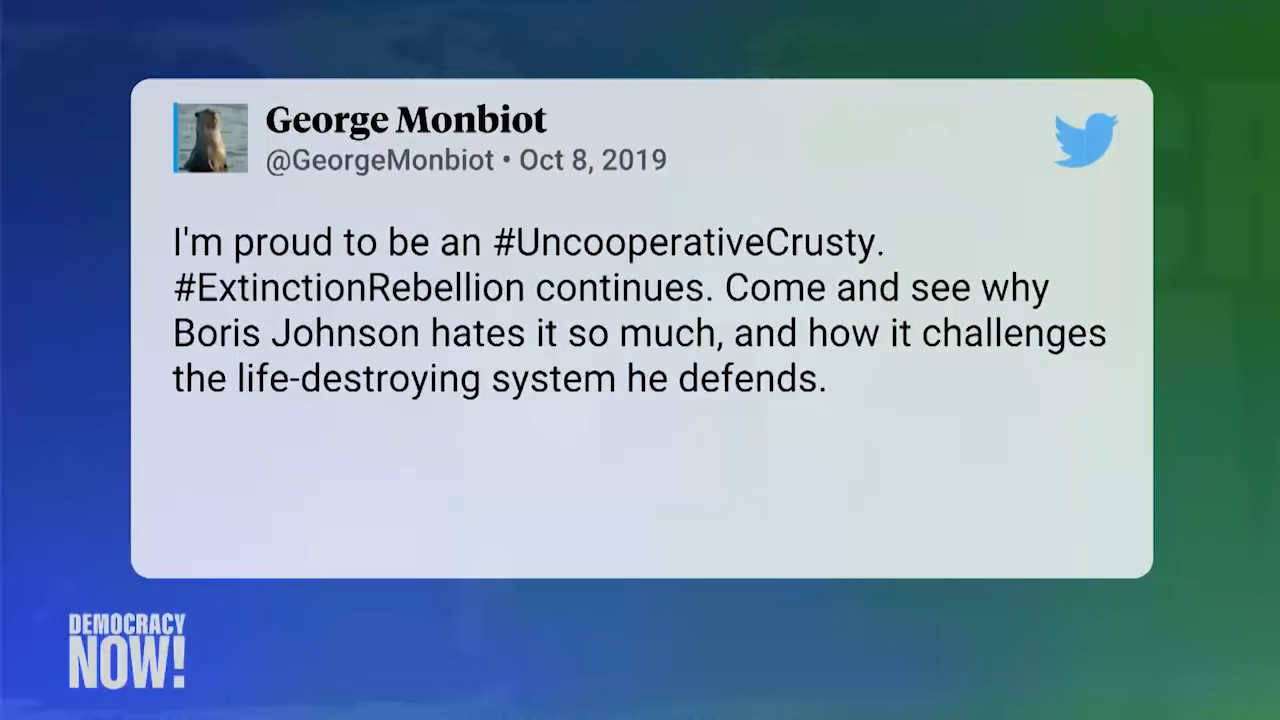 George Monbiot
@GeorgeMonbiot • Oct 8, 2019
I'm proud to be an #UncooperativeCrusty.
#ExtinctionRebellion continues. Come and see why
Boris Johnson hates it so much, and how it challenges
the life-destroying system he defends.
DEMOCRACY
NOW!